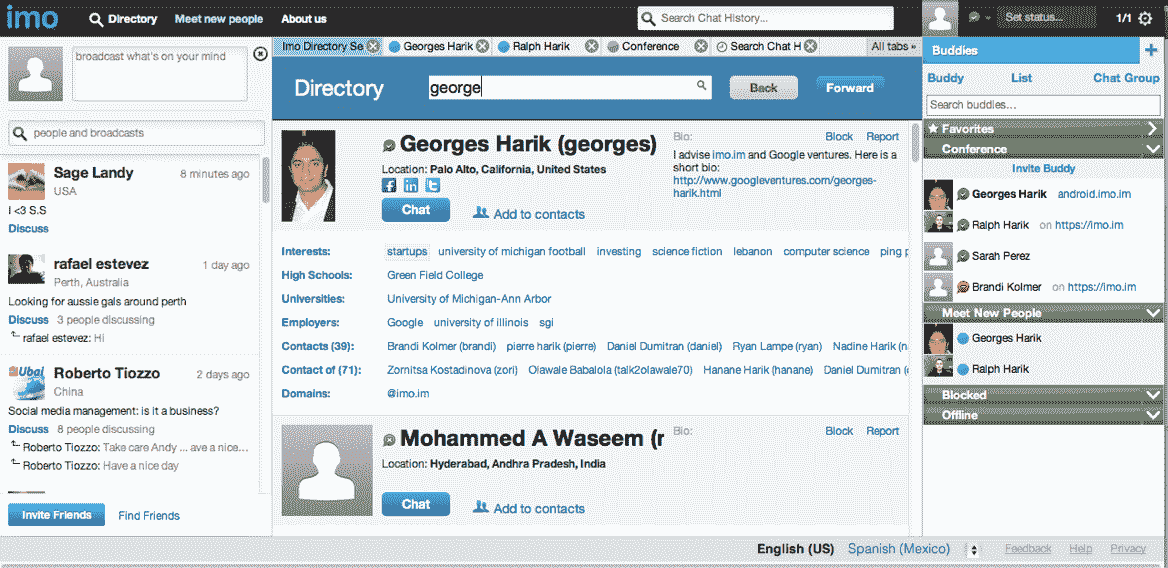 imo Directory Meet new people About us Search Chat History... Set status... 1/1
broadcast what's on your mind
people and broadcasts
Sage Landy 8 minutes ago
USA
I <3 S.S
Discuss
rafael estevez 1 day ago
Perth, Australia
Looking for aussie gals around perth
Discuss 3 people discussing
rafael estevez: Hi
Roberto Tiozzo 2 days ago
China
Social media management: is it a business?
Discuss 8 people discussing
Roberto Tiozzo: Take care Andy ... ave a nice...
Roberto Tiozzo: Have a nice day
Invite Friends Find Friends
Imo Directory Se Georges Harik Ralph Harik Conference Search Chat H All tabs »
Directory george Back Forward
Georges Harik (georges)
Location: Palo Alto, California, United States
Chat Add to contacts
Bio: Block Report
I advise imo.im and Google ventures. Here is
a short bio:
http://www.googleventures.com/georges-
harik.html
Interests: startups university of michigan football investing science fiction lebanon computer science ping p
High Schools: Green Field College
Universities: University of Michigan-Ann Arbor
Employers: Google university of illinois sgi
Contacts (39): Brandi Kolmer (brandi) pierre harik (pierre) Daniel Dumitran (daniel) Ryan Lampe (ryan) Nadine Harik (n
Contact of (71): Zornitsa Kostadinova (zori) Olawale Babalola (talk2olawale70) Hanane Harik (hanane) Daniel Dumitran (
Domains: @imo.im
Mohammed A Waseem (r
Location: Hyderabad, Andhra Pradesh, India
Chat Add to contacts
Bio: Block Report
Buddies
Buddy List Chat Group
Search buddies...
Favorites
Conference
Invite Buddy
Georges Harik android.imo.im
Ralph Harik on https://imo.im
Sarah Perez
Brandi Kolmer on https://imo.im
Meet New People
Georges Harik
Ralph Harik
Blocked
Offline
English (US) Spanish (Mexico) Feedback Help Privacy